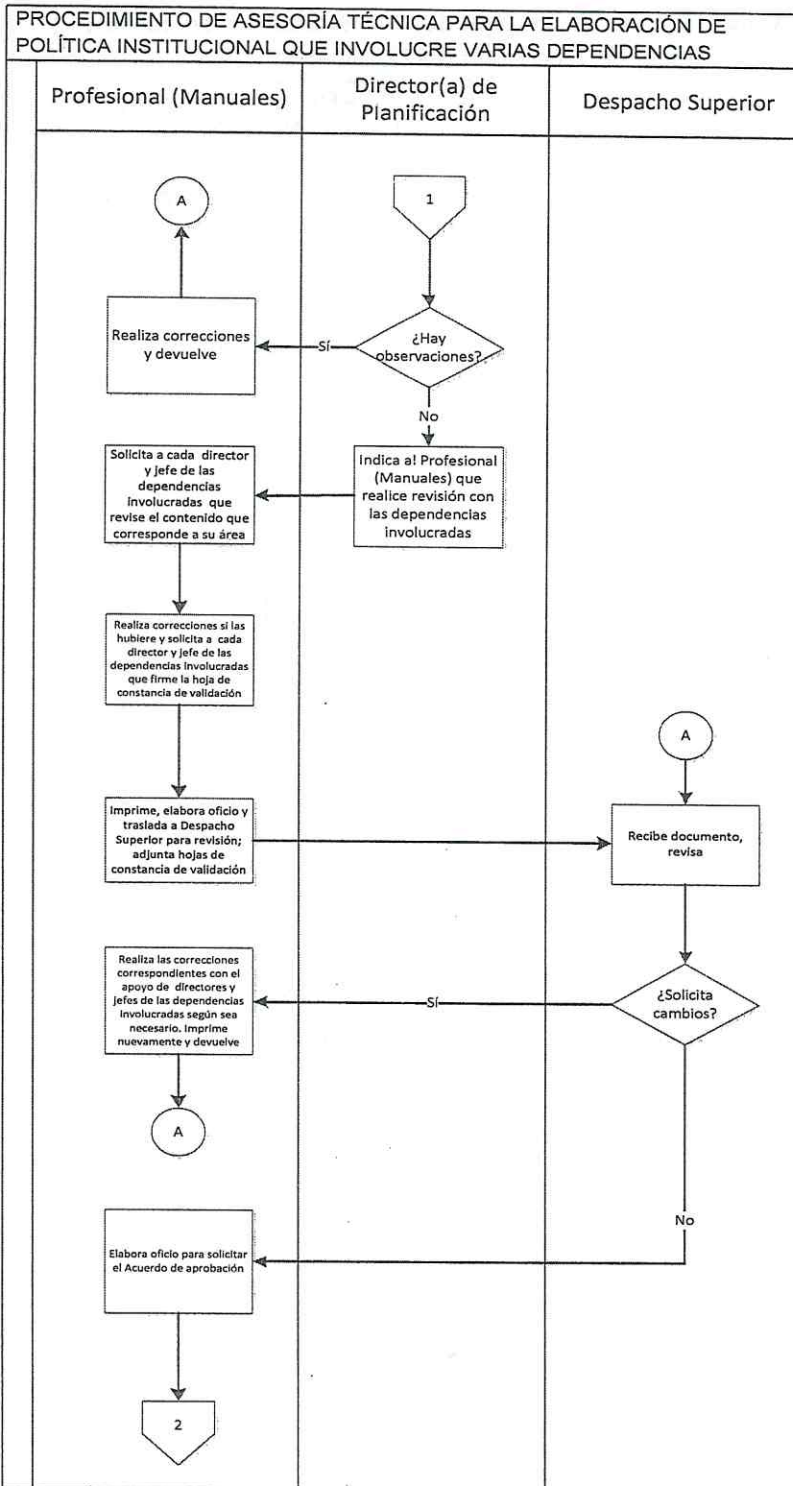 PROCEDIMIENTO DE ASESORÍA TÉCNICA PARA LA ELABORACIÓN DE
POLÍTICA INSTITUCIONAL QUE INVOLUCRE VARIAS DEPENDENCIAS
Profesional (Manuales)
Director(a) de
Planificación
Despacho Superior
A
1
Realiza correcciones
y devuelve
Sí
¿Hay
observaciones?
No
Solicita a cada director
y jefe de las
dependencias
involucradas que
revise el contenido que
corresponde a su área
Indica al Profesional
(Manuales) que
realice revisión con
las dependencias
involucradas
Realiza correcciones si las
hubiere y solicita a cada
director y jefe de las
dependencias involucradas
que firme la hoja de
constancia de validación
A
Imprime, elabora oficio y
traslada a Despacho
Superior para revisión;
adjunta hojas de
constancia de validación
Recibe documento,
revisa
Realiza las correcciones
correspondientes con el
apoyo de directores y
jefes de las dependencias
involucradas según sea
necesario. Imprime
nuevamente y devuelve
Sí
¿Solicita
cambios?
A
No
Elabora oficio para solicitar
el Acuerdo de aprobación
2